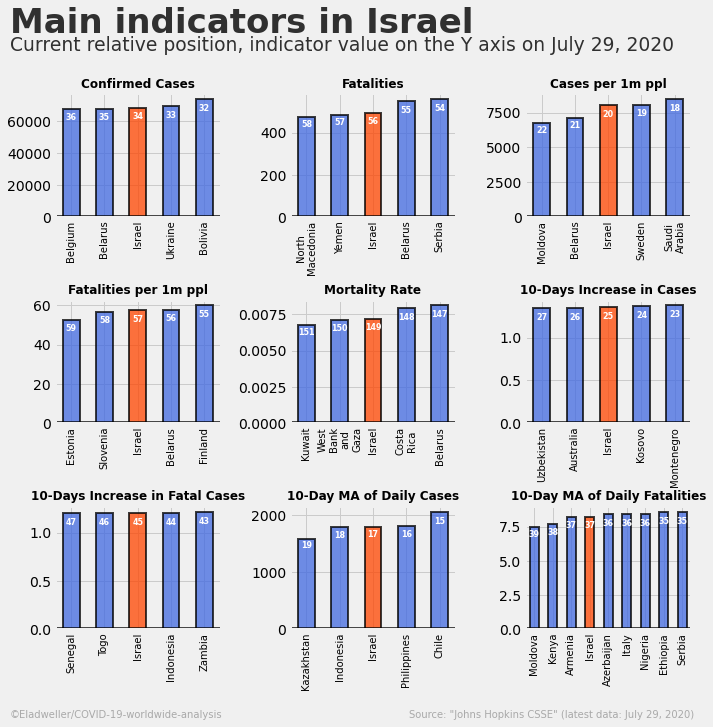 Main indicators in Israel
Current relative position, indicator value on the Y axis on July 29, 2020
Confirmed Cases
60000
40000
20000
0
36
35
34
33
32
Belgium
Belarus
Israel
Ukraine
Bolivia
Fatalities
400
200
0
58
57
56
55
54
North
Macedonia
Yemen
Israel
Belarus
Serbia
Cases per 1m ppl
7500
5000
2500
0
22
21
20
19
18
Moldova
Belarus
Israel
Sweden
Saudi
Arabia
Fatalities per 1m ppl
60
40
20
0
59
58
57
56
55
Estonia
Slovenia
Israel
Belarus
Finland
Mortality Rate
0.0075
0.0050
0.0025
0.0000
151
150
149
148
147
Kuwait
West
Bank
and
Gaza
Israel
Costa
Rica
Belarus
10-Days Increase in Cases
1.0
0.5
0.0
27
26
25
24
23
Uzbekistan
Australia
Israel
Kosovo
Montenegro
10-Days Increase in Fatal Cases
1.0
0.5
0.0
47
46
45
44
43
Senegal
Togo
Israel
Indonesia
Zambia
10-Day MA of Daily Cases
2000
1000
0
19
18
17
16
15
Kazakhstan
Indonesia
Israel
Philippines
Chile
10-Day MA of Daily Fatalities
7.5
5.0
2.5
0.0
39
38
37
37
36
36
36
35
35
Moldova
Kenya
Armenia
Israel
Azerbaijan
Italy
Nigeria
Ethiopia
Serbia
©Eladweller/COVID-19-worldwide-analysis
Source: "Johns Hopkins CSSE" (latest data: July 29, 2020)